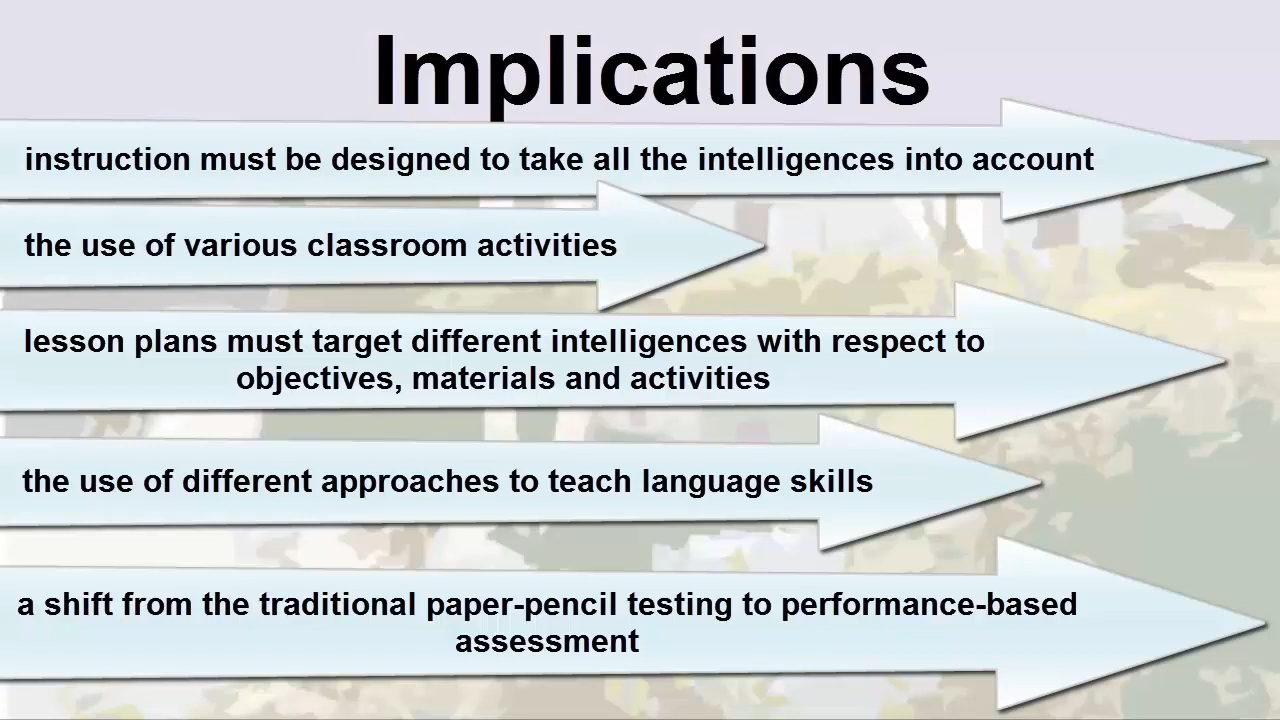 Implications
instruction must be designed to take all the intelligences into account
the use of various classroom activities
lesson plans must target different intelligences with respect to
objectives, materials and activities
the use of different approaches to teach language skills
a shift from the traditional paper-pencil testing to performance-based
assessment